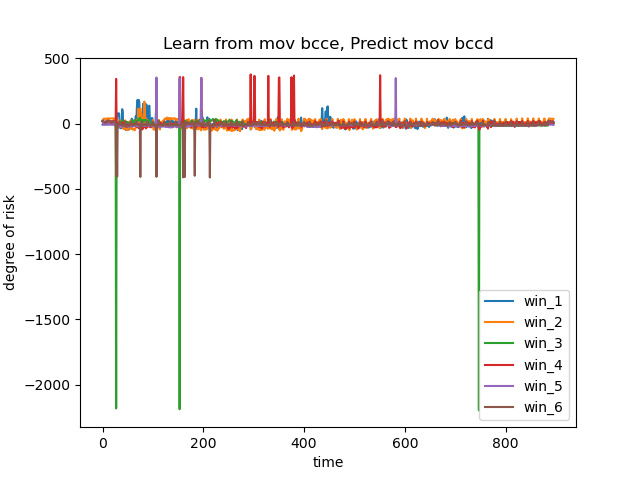 Learn from mov bcce, Predict mov bccd
degree of risk
500
0
−500
−1000
−1500
−2000
0 200 400 600 800
time
win_1
win_2
win_3
win_4
win_5
win_6